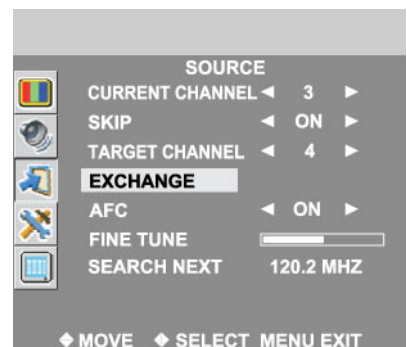 SOURCE
CURRENT CHANNEL ◄ 3 ►
SKIP ◄ ON ►
TARGET CHANNEL ◄ 4 ►
EXCHANGE
AFC ◄ ON ►
FINE TUNE
SEARCH NEXT 120.2 MHZ
MOVE SELECT MENU EXIT